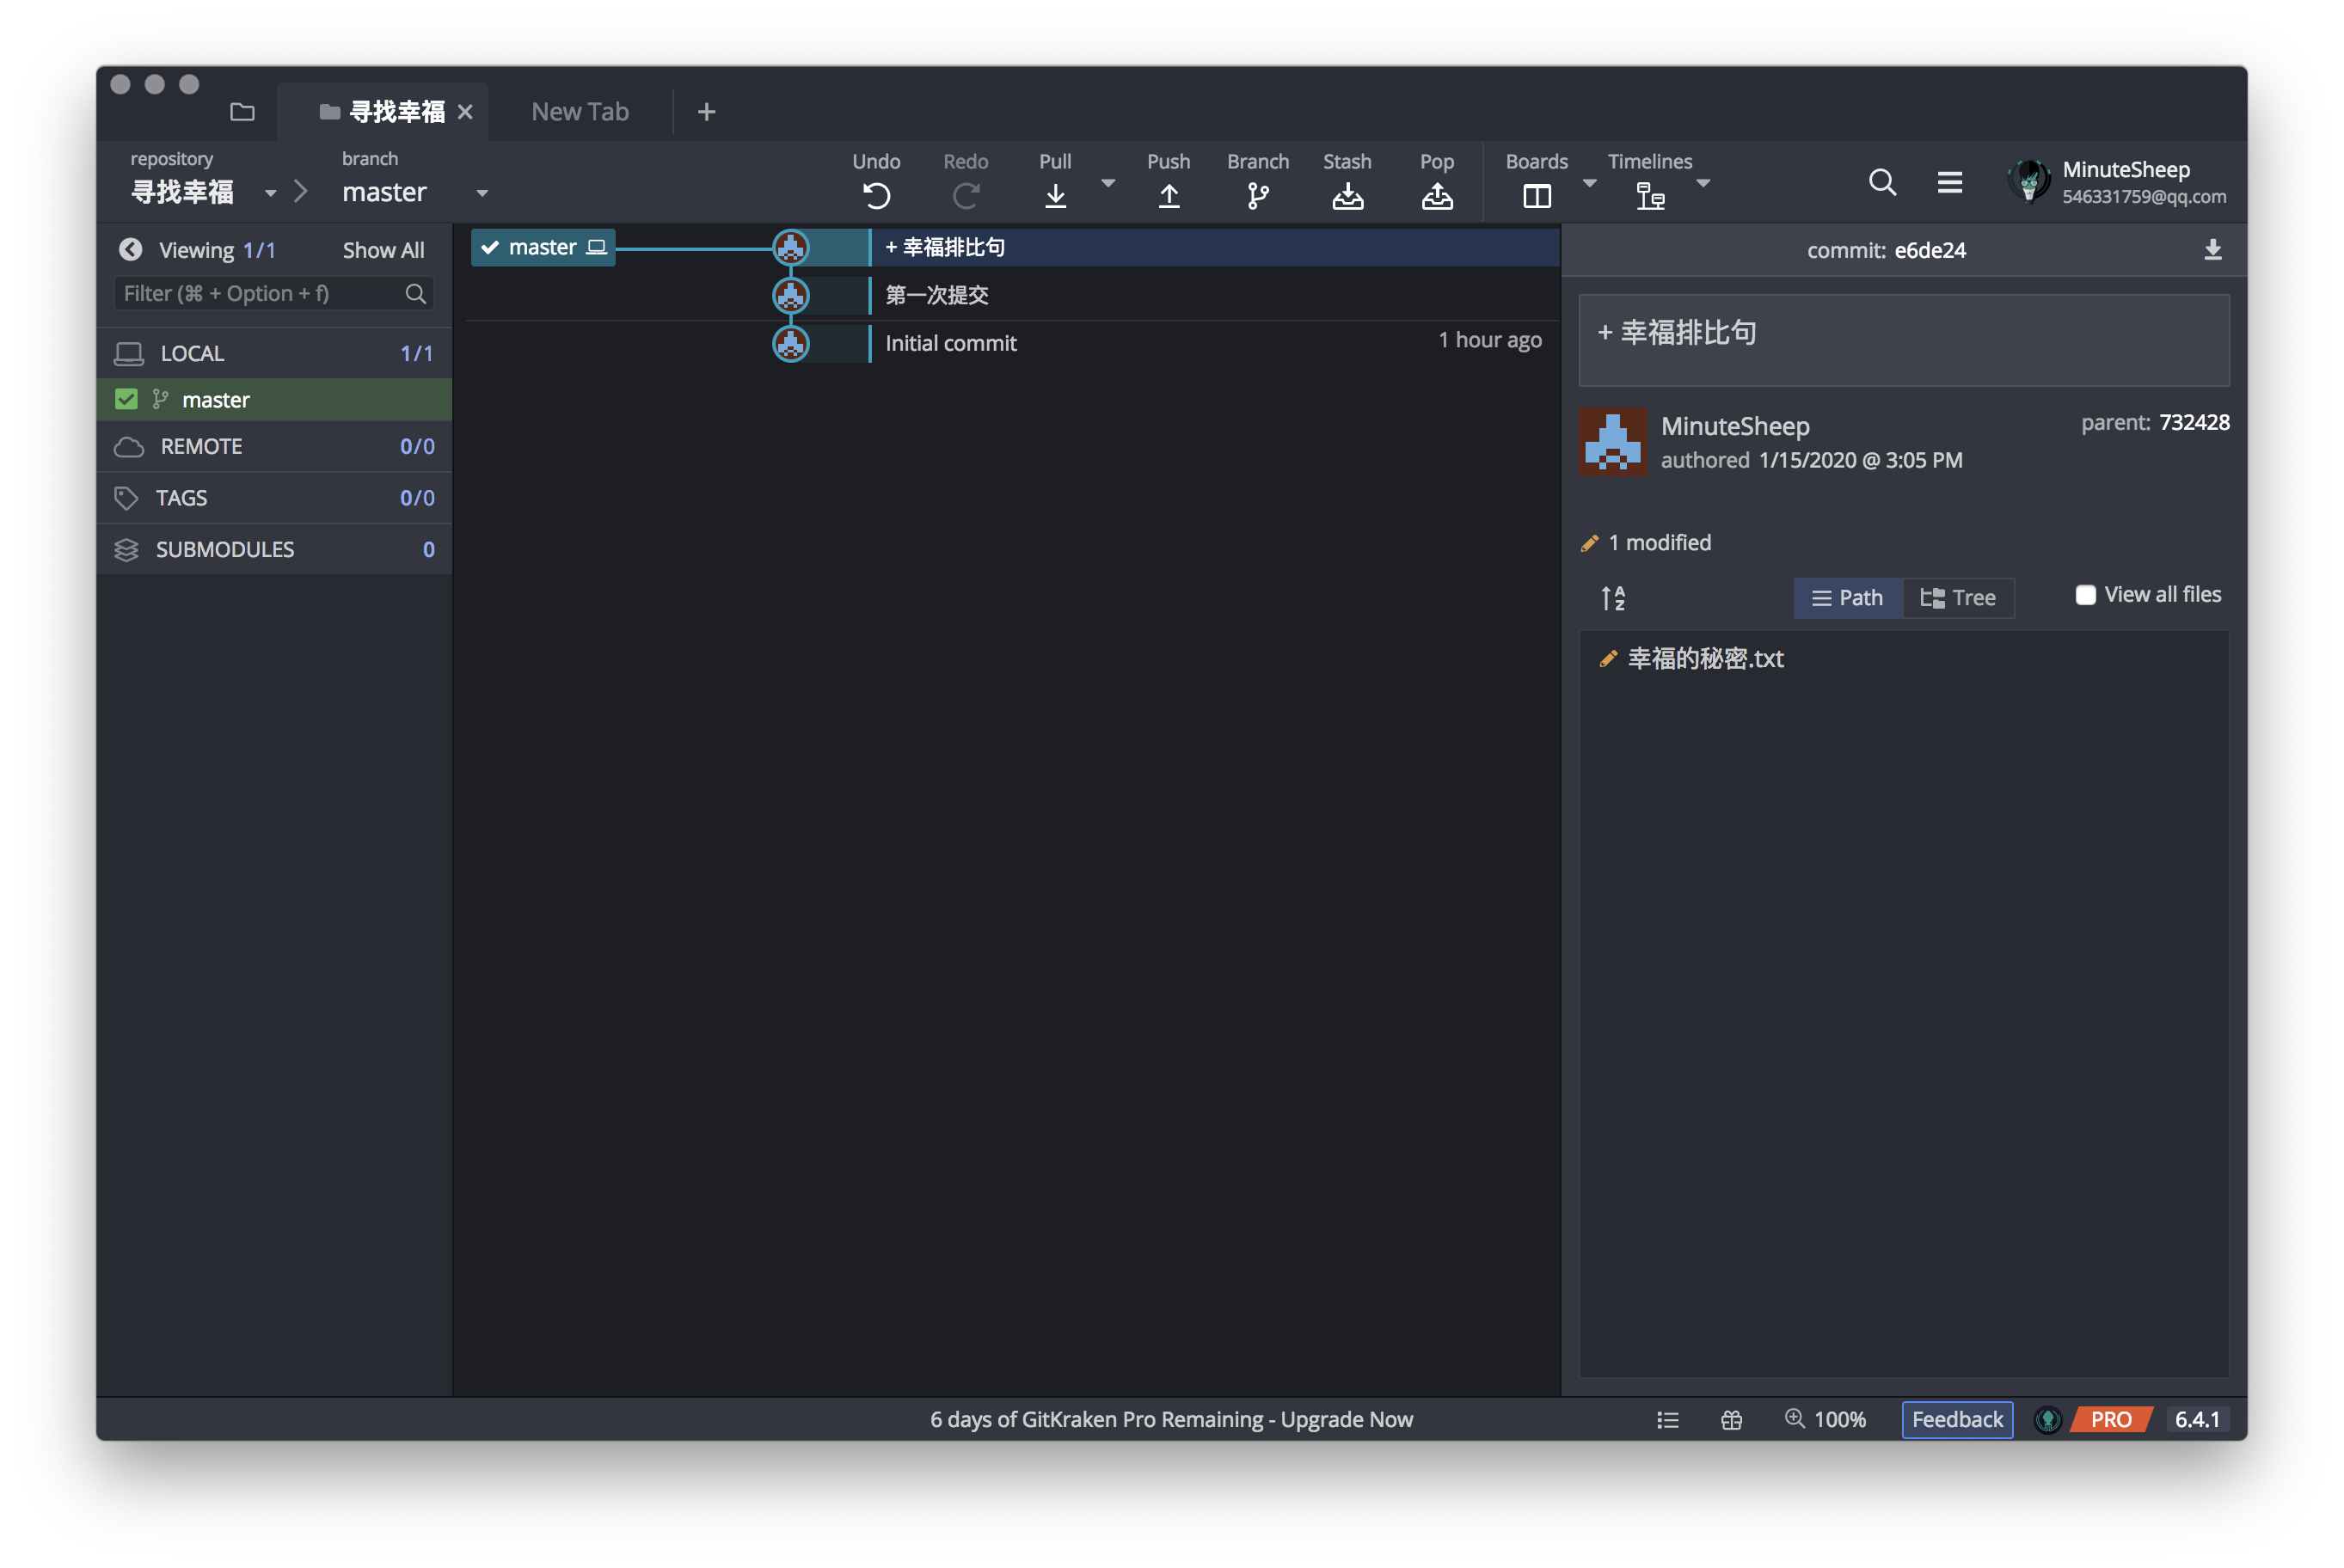 寻找幸福
New Tab
repository
寻找幸福
branch
master
Undo
Redo
Pull
Push
Branch
Stash
Pop
Boards
Timelines
MinuteSheep
546331759@qq.com
Viewing 1/1
Show All
Filter (⌘ + Option + f)
LOCAL 1/1
master
REMOTE 0/0
TAGS 0/0
SUBMODULES 0
master
+ 幸福排比句
第一次提交
Initial commit
1 hour ago
commit: e6de24
+ 幸福排比句
MinuteSheep
authored 1/15/2020 @ 3:05 PM
parent: 732428
1 modified
A
Z
Path
Tree
View all files
幸福的秘密.txt
6 days of GitKraken Pro Remaining - Upgrade Now
100%
Feedback
PRO
6.4.1